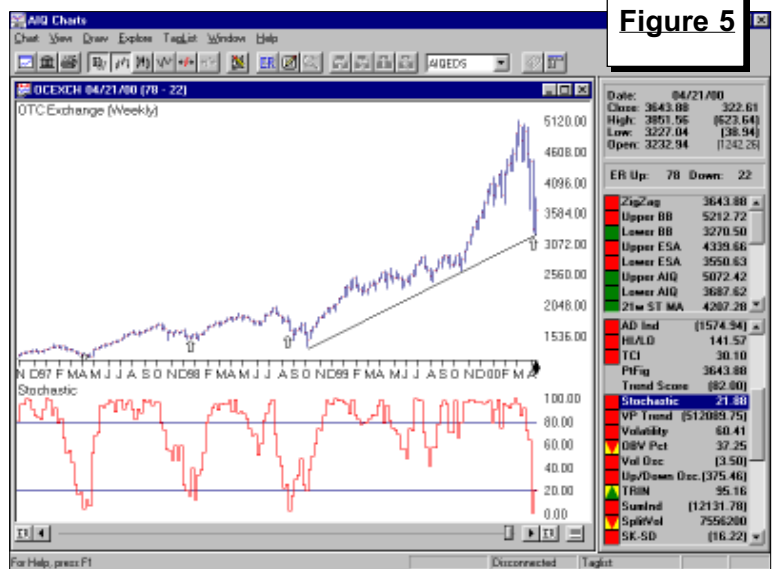 Figure 5
AIQ Charts
Chart View Draw Explore TagList Window Help
ER
AIQEDS
OCEXCH 04/21/00 (78 - 22)
OTC Exchange (Weekly)
5120.00
4608.00
4096.00
3584.00
3072.00
2560.00
2048.00
1536.00
N D97 F M A M J J A S O N D98 F M A M J J A S O N D99 F M A M J J A S O N D00 F M A
Stochastic
100.00
80.00
60.00
40.00
20.00
0.00
Date: 04/21/00
Close: 3643.88 322.61
High: 3851.56 (623.64)
Low: 3227.04 (38.94)
Open: 3232.94 (1242.26)
ER Up: 78 Down: 22
ZigZag 3643.88
Upper BB 5212.72
Lower BB 3270.50
Upper ESA 4339.66
Lower ESA 3550.63
Upper AIQ 5072.42
Lower AIQ 3687.62
21w ST MA 4207.28
AD Ind (1574.94)
HI/LO 141.57
TCI 30.10
PtFig 3643.88
Trend Score (82.00)
Stochastic 21.88
VP Trend (512089.75)
Volatility 60.41
OBV Pct 37.25
Vol Osc (3.50)
Up/Down Osc.(375.46)
TRIN 95.16
SumInd (12131.78)
SplitVol 7556200
SK-SD (16.22)
For Help, press F1
Disconnected
Taglist